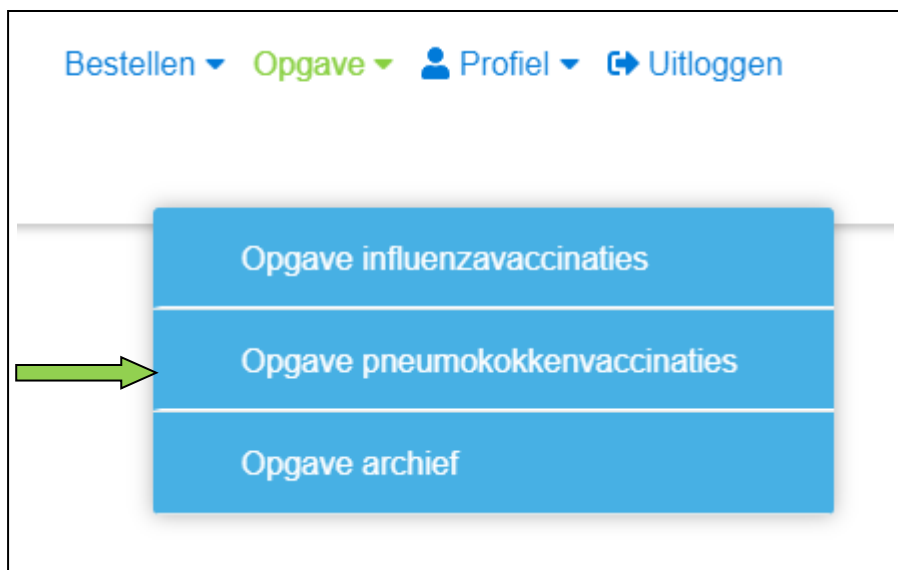 Bestellen Opgave Profiel Uitloggen
Opgave influenzavaccinaties
Opgave pneumokokkenvaccinaties
Opgave archief